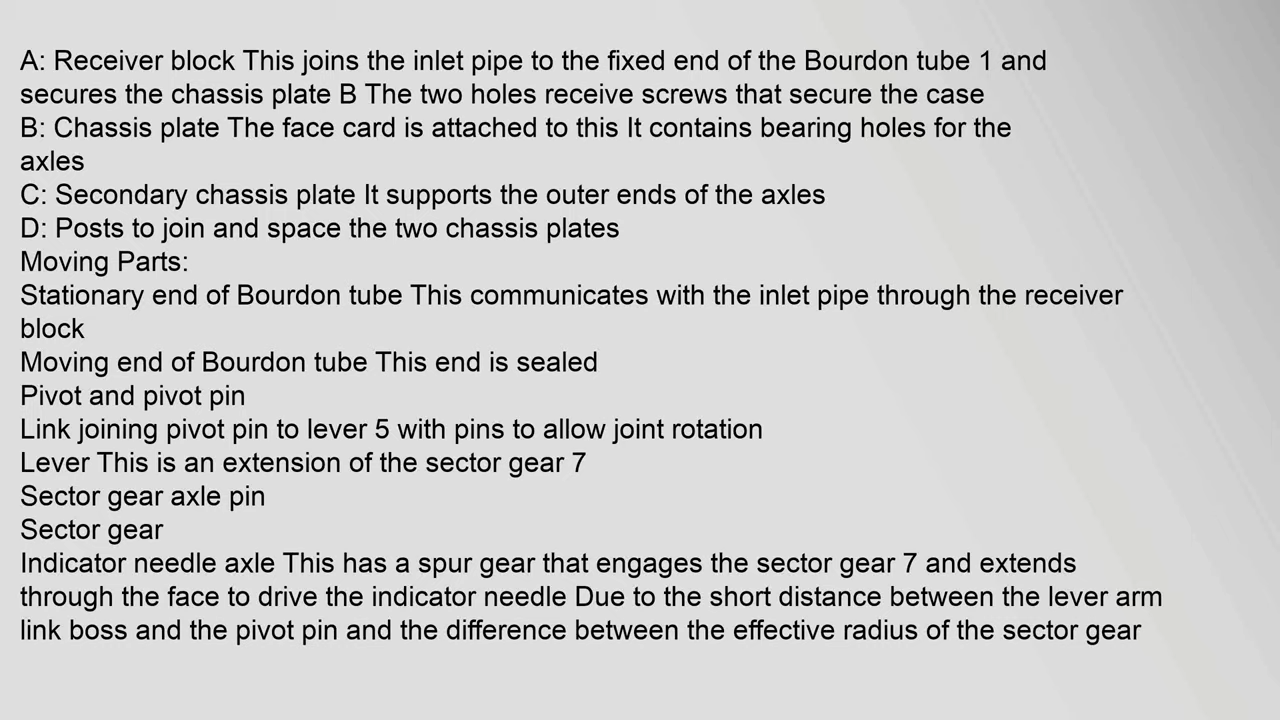 A: Receiver block This joins the inlet pipe to the fixed end of the Bourdon tube 1 and
secures the chassis plate B The two holes receive screws that secure the case
B: Chassis plate The face card is attached to this It contains bearing holes for the
axles
C: Secondary chassis plate It supports the outer ends of the axles
D: Posts to join and space the two chassis plates
Moving Parts:
Stationary end of Bourdon tube This communicates with the inlet pipe through the receiver
block
Moving end of Bourdon tube This end is sealed
Pivot and pivot pin
Link joining pivot pin to lever 5 with pins to allow joint rotation
Lever This is an extension of the sector gear 7
Sector gear axle pin
Sector gear
Indicator needle axle This has a spur gear that engages the sector gear 7 and extends
through the face to drive the indicator needle Due to the short distance between the lever arm
link boss and the pivot pin and the difference between the effective radius of the sector gear